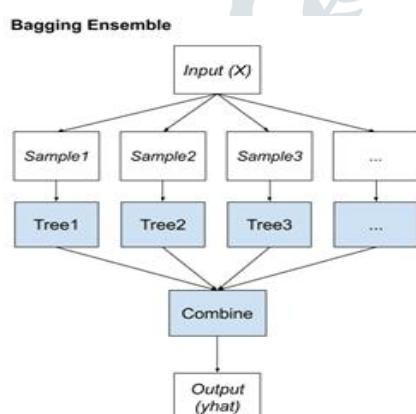 Bagging Ensemble
Input (X)
Sample1 Sample2 Sample3 ...
Tree1 Tree2 Tree3 ...
Combine
Output
(yhat)